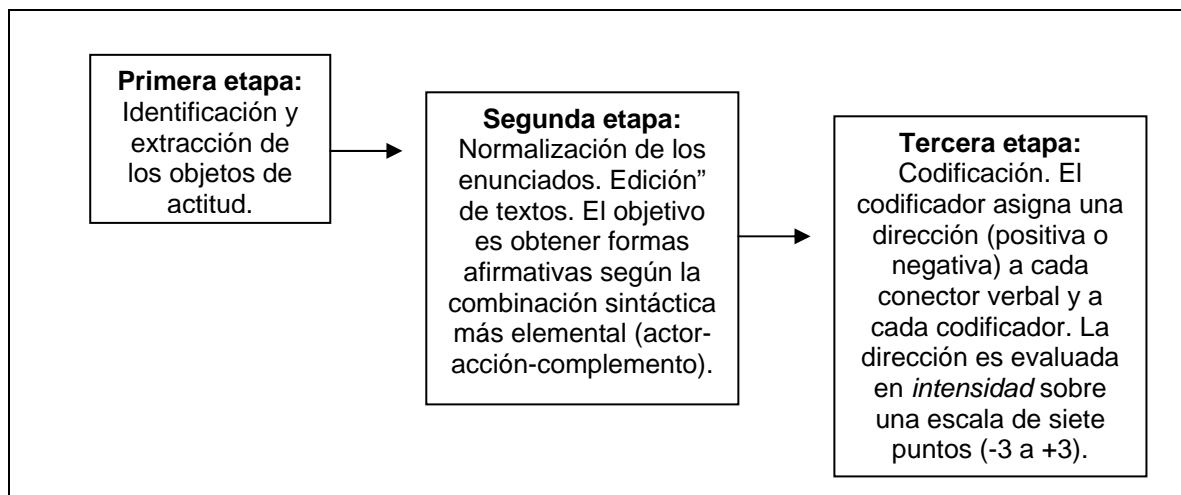 Primera etapa:
Identificación y
extracción de
los objetos de
actitud.
Segunda etapa:
Normalización de los
enunciados. Edición”
de textos. El objetivo
es obtener formas
afirmativas según la
combinación sintáctica
más elemental (actor-
acción-complemento).
Tercera etapa:
Codificación. El
codificador asigna una
dirección (positiva o
negativa) a cada
conector verbal y a
cada codificador. La
dirección es evaluada
en intensidad sobre
una escala de siete
puntos (-3 a +3).